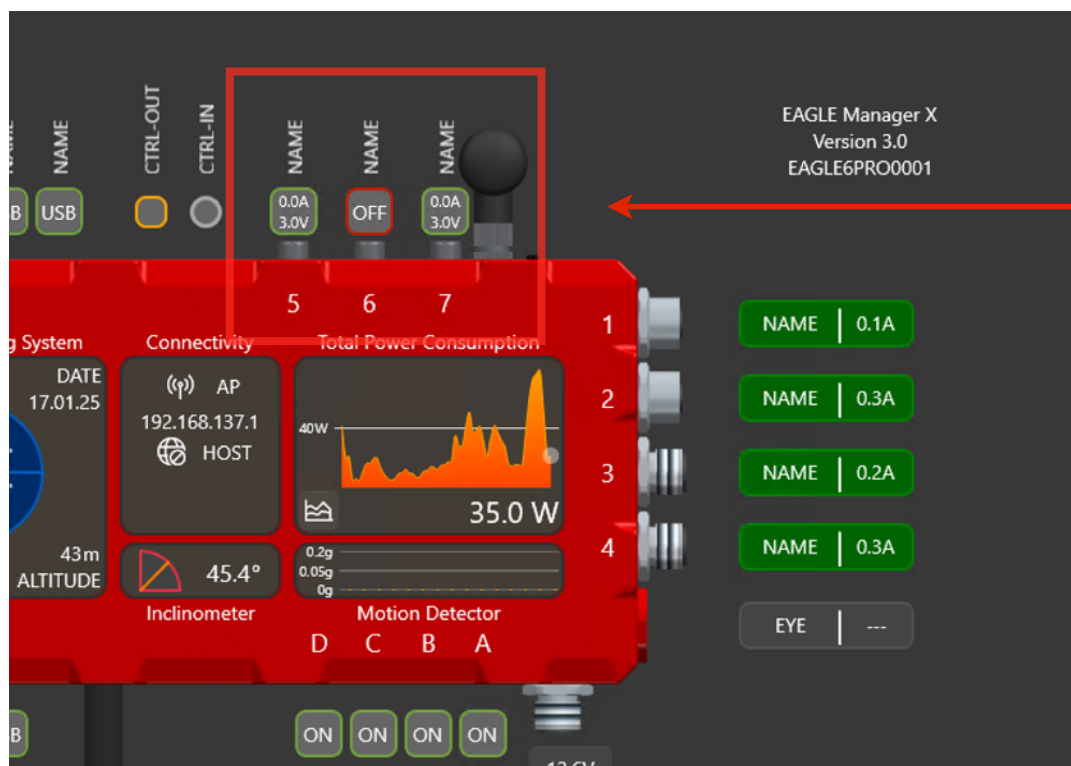 NAME
CTRL-OUT
CTRL-IN
NAME
NAME
NAME
EAGLE Manager X
Version 3.0
EAGLE6PRO0001
USB
0.0A
3.0V
OFF
0.0A
3.0V
5 6 7
System
Connectivity
Total Power Consumption
DATE
17.01.25
AP
192.168.137.1
HOST
40W
35.0 W
43m
ALTITUDE
45.4°
Inclinometer
0.2g
0.05g
0g
Motion Detector
D C B A
1
NAME 0.1A
2
NAME 0.3A
3
NAME 0.2A
4
NAME 0.3A
EYE ---
ON ON ON ON